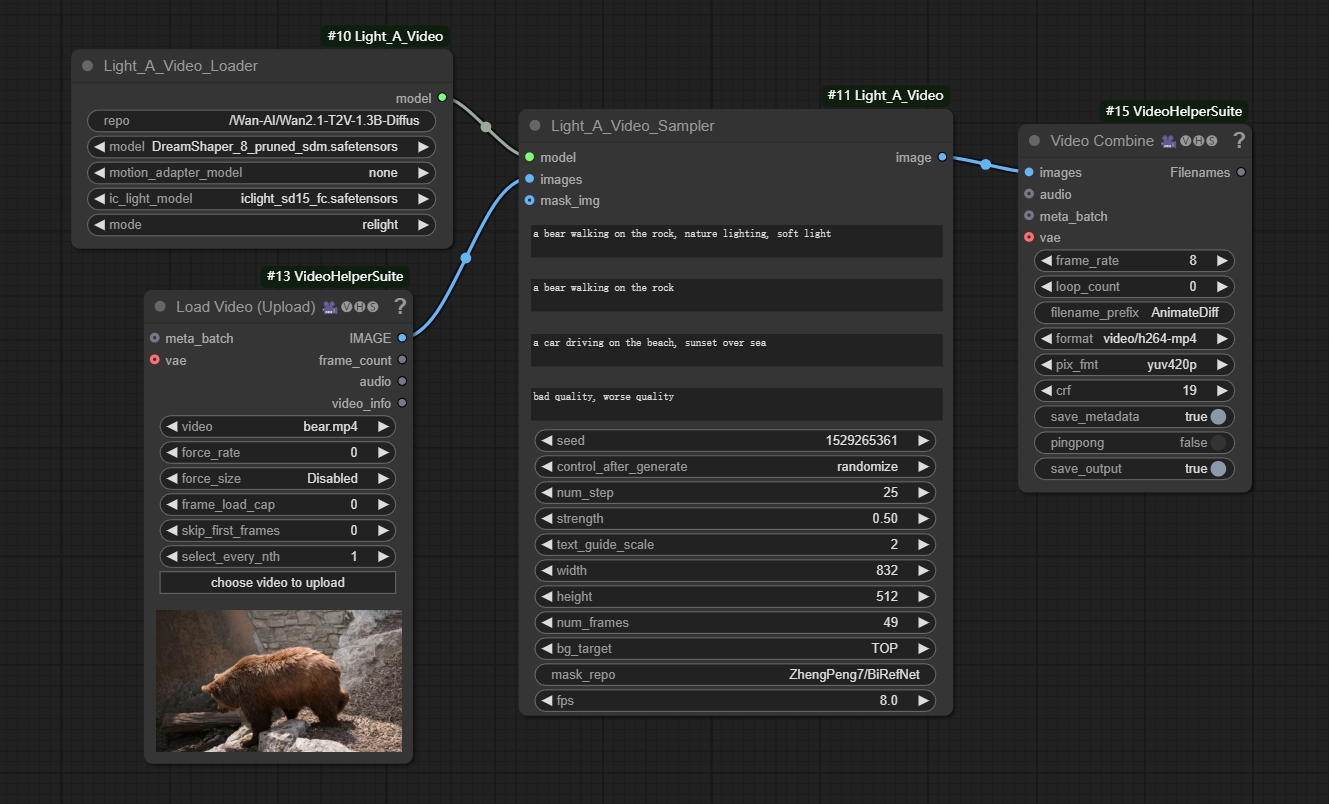 #10 Light_A_Video
Light_A_Video_Loader
model
repo /Wan-AI/Wan2.1-T2V-1.3B-Diffus
model DreamShaper_8_pruned_sdm.safetensors
motion_adapter_model none
ic_light_model iclight_sd15_fc.safetensors
mode relight
#13 VideoHelperSuite
Load Video (Upload) VHS ?
meta_batch IMAGE
vae frame_count
audio
video_info
video bear.mp4
force_rate 0
force_size Disabled
frame_load_cap 0
skip_first_frames 0
select_every_nth 1
choose video to upload
#11 Light_A_Video
Light_A_Video_Sampler
model image
images
mask_img
a bear walking on the rock, nature lighting, soft light
a bear walking on the rock
a car driving on the beach, sunset over sea
bad quality, worse quality
seed 1529265361
control_after_generate randomize
num_step 25
strength 0.50
text_guide_scale 2
width 832
height 512
num_frames 49
bg_target TOP
mask_repo ZhengPeng7/BiRefNet
fps 8.0
#15 VideoHelperSuite
Video Combine VHS ?
images Filenames
audio
meta_batch
vae
frame_rate 8
loop_count 0
filename_prefix AnimateDiff
format video/h264-mp4
pix_fmt yuv420p
crf 19
save_metadata true
pingpong false
save_output true